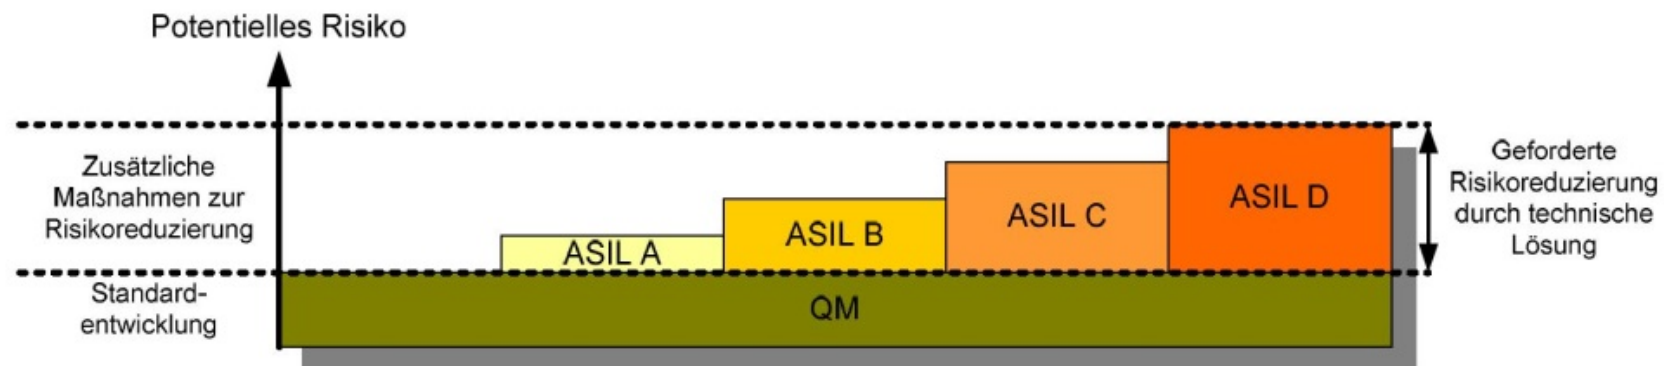 Potentielles Risiko
Zusätzliche
Maßnahmen zur
Risikoreduzierung
Standard-
entwicklung
ASIL A
ASIL B
ASIL C
ASIL D
QM
Geforderte
Risikoreduzierung
durch technische
Lösung